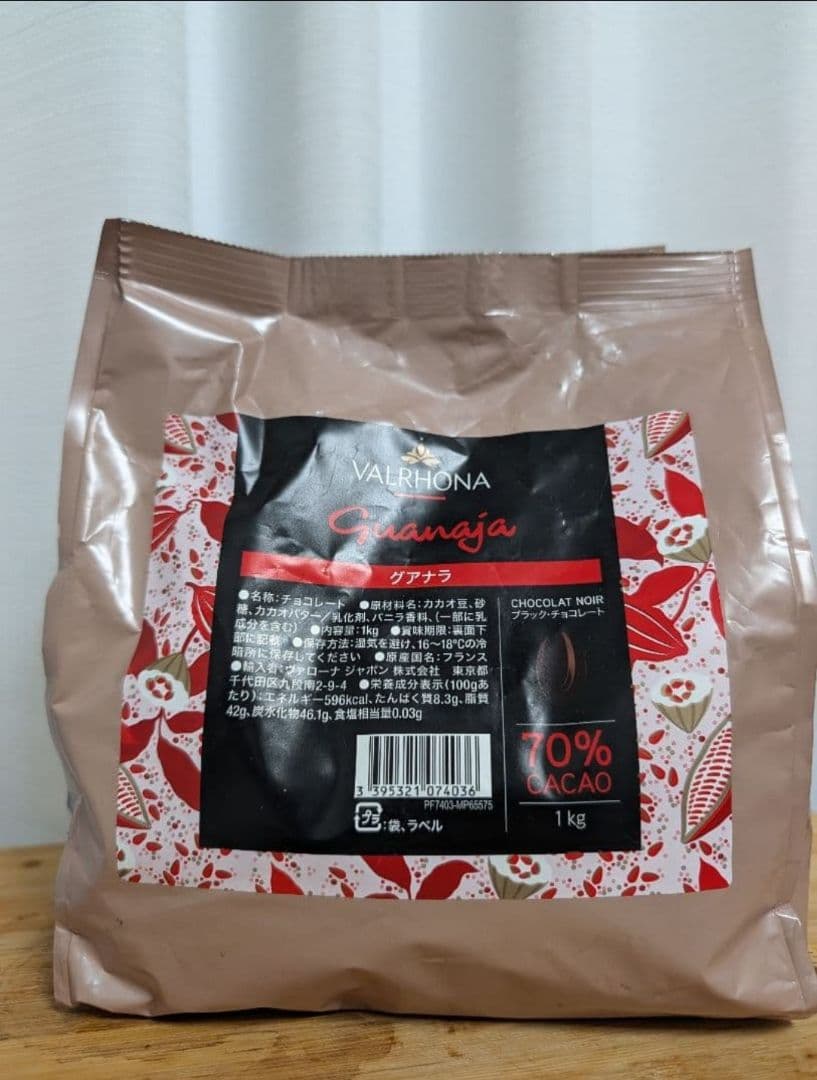 VALRHONA
Guanaja
グアナラ
●名称:チョコレート ●原材料名:カカオ豆、砂
糖、カカオバター/乳化剤、バニラ香料、(一部に乳
成分を含む) ●内容量:1kg ●賞味期限:裏面下
部に記載 ●保存方法:湿気を避け、16〜18℃の冷
暗所に保存してください ●原産国名:フランス
●輸入者:ヴァローナ ジャポン 株式会社 東京都
千代田区九段南2-9-4 ●栄養成分表示(100gあ
たり):エネルギー596kcal、たんぱく質8.3g、脂質
42g、炭水化物46.1g、食塩相当量0.03g
CHOCOLAT NOIR
ブラック・チョコレート
70%
CACAO
1kg
3 395321 074036
PF7403-MP65575
プラ:袋、ラベル